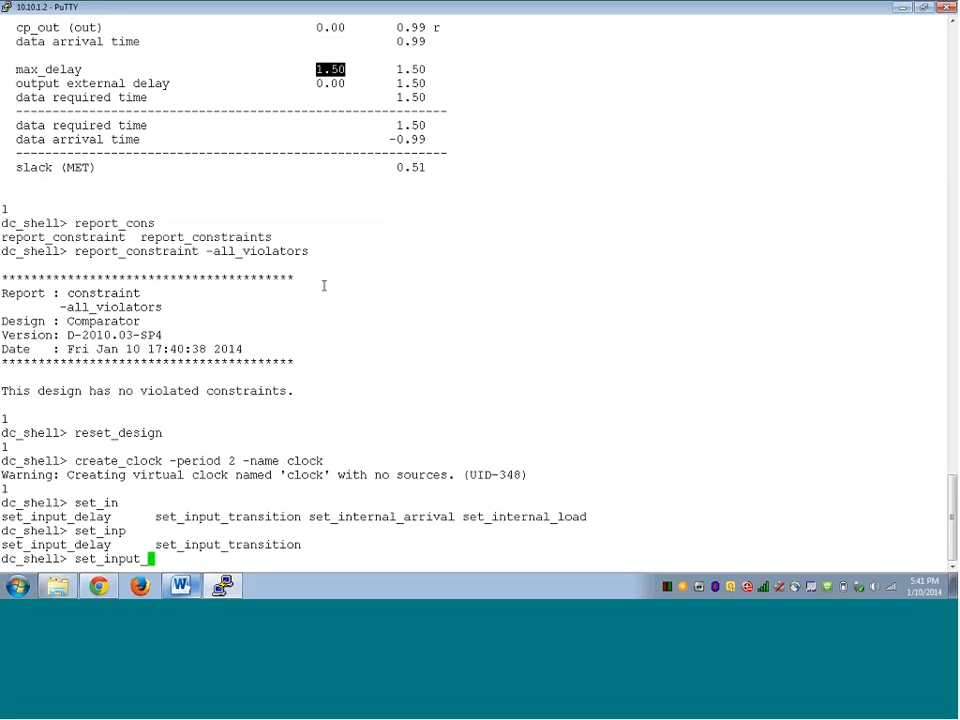 10.10.1.2 - PuTTY
cp_out (out) 0.00 0.99 r
data arrival time 0.99
max_delay 1.50 1.50
output external delay 0.00 1.50
data required time 1.50
-----------------------------------------------------------
data required time 1.50
data arrival time -0.99
-----------------------------------------------------------
slack (MET) 0.51
1
dc_shell> report_cons
report_constraint report_constraints
dc_shell> report_constraint -all_violators
****************************************
Report : constraint
-all_violators
Design : Comparator
Version: D-2010.03-SP4
Date : Fri Jan 10 17:40:38 2014
****************************************
This design has no violated constraints.
1
dc_shell> reset_design
1
dc_shell> create_clock -period 2 -name clock
Warning: Creating virtual clock named 'clock' with no sources. (UID-348)
1
dc_shell> set_in
set_input_delay set_input_transition set_internal_arrival set_internal_load
dc_shell> set_inp
set_input_delay set_input_transition
dc_shell> set_input_
5:41 PM
1/10/2014